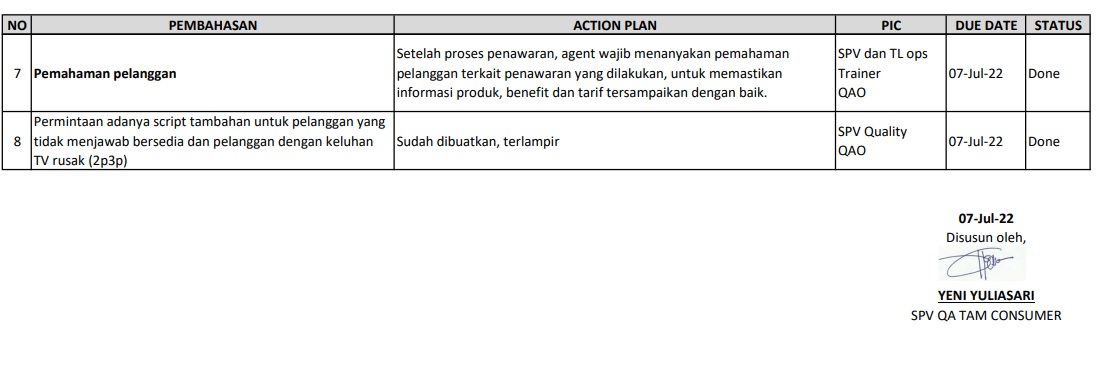 NO PEMBAHASAN ACTION PLAN PIC DUE DATE STATUS
7 Pemahaman pelanggan
Setelah proses penawaran, agent wajib menanyakan pemahaman
pelanggan terkait penawaran yang dilakukan, untuk memastikan
informasi produk, benefit dan tarif tersampaikan dengan baik.
SPV dan TL ops
Trainer
QAO
07-Jul-22 Done
8
Permintaan adanya script tambahan untuk pelanggan yang
tidak menjawab bersedia dan pelanggan dengan keluhan
TV rusak (2p3p)
Sudah dibuatkan, terlampir
SPV Quality
QAO
07-Jul-22 Done
07-Jul-22
Disusun oleh,
YENI YULIASARI
SPV QA TAM CONSUMER